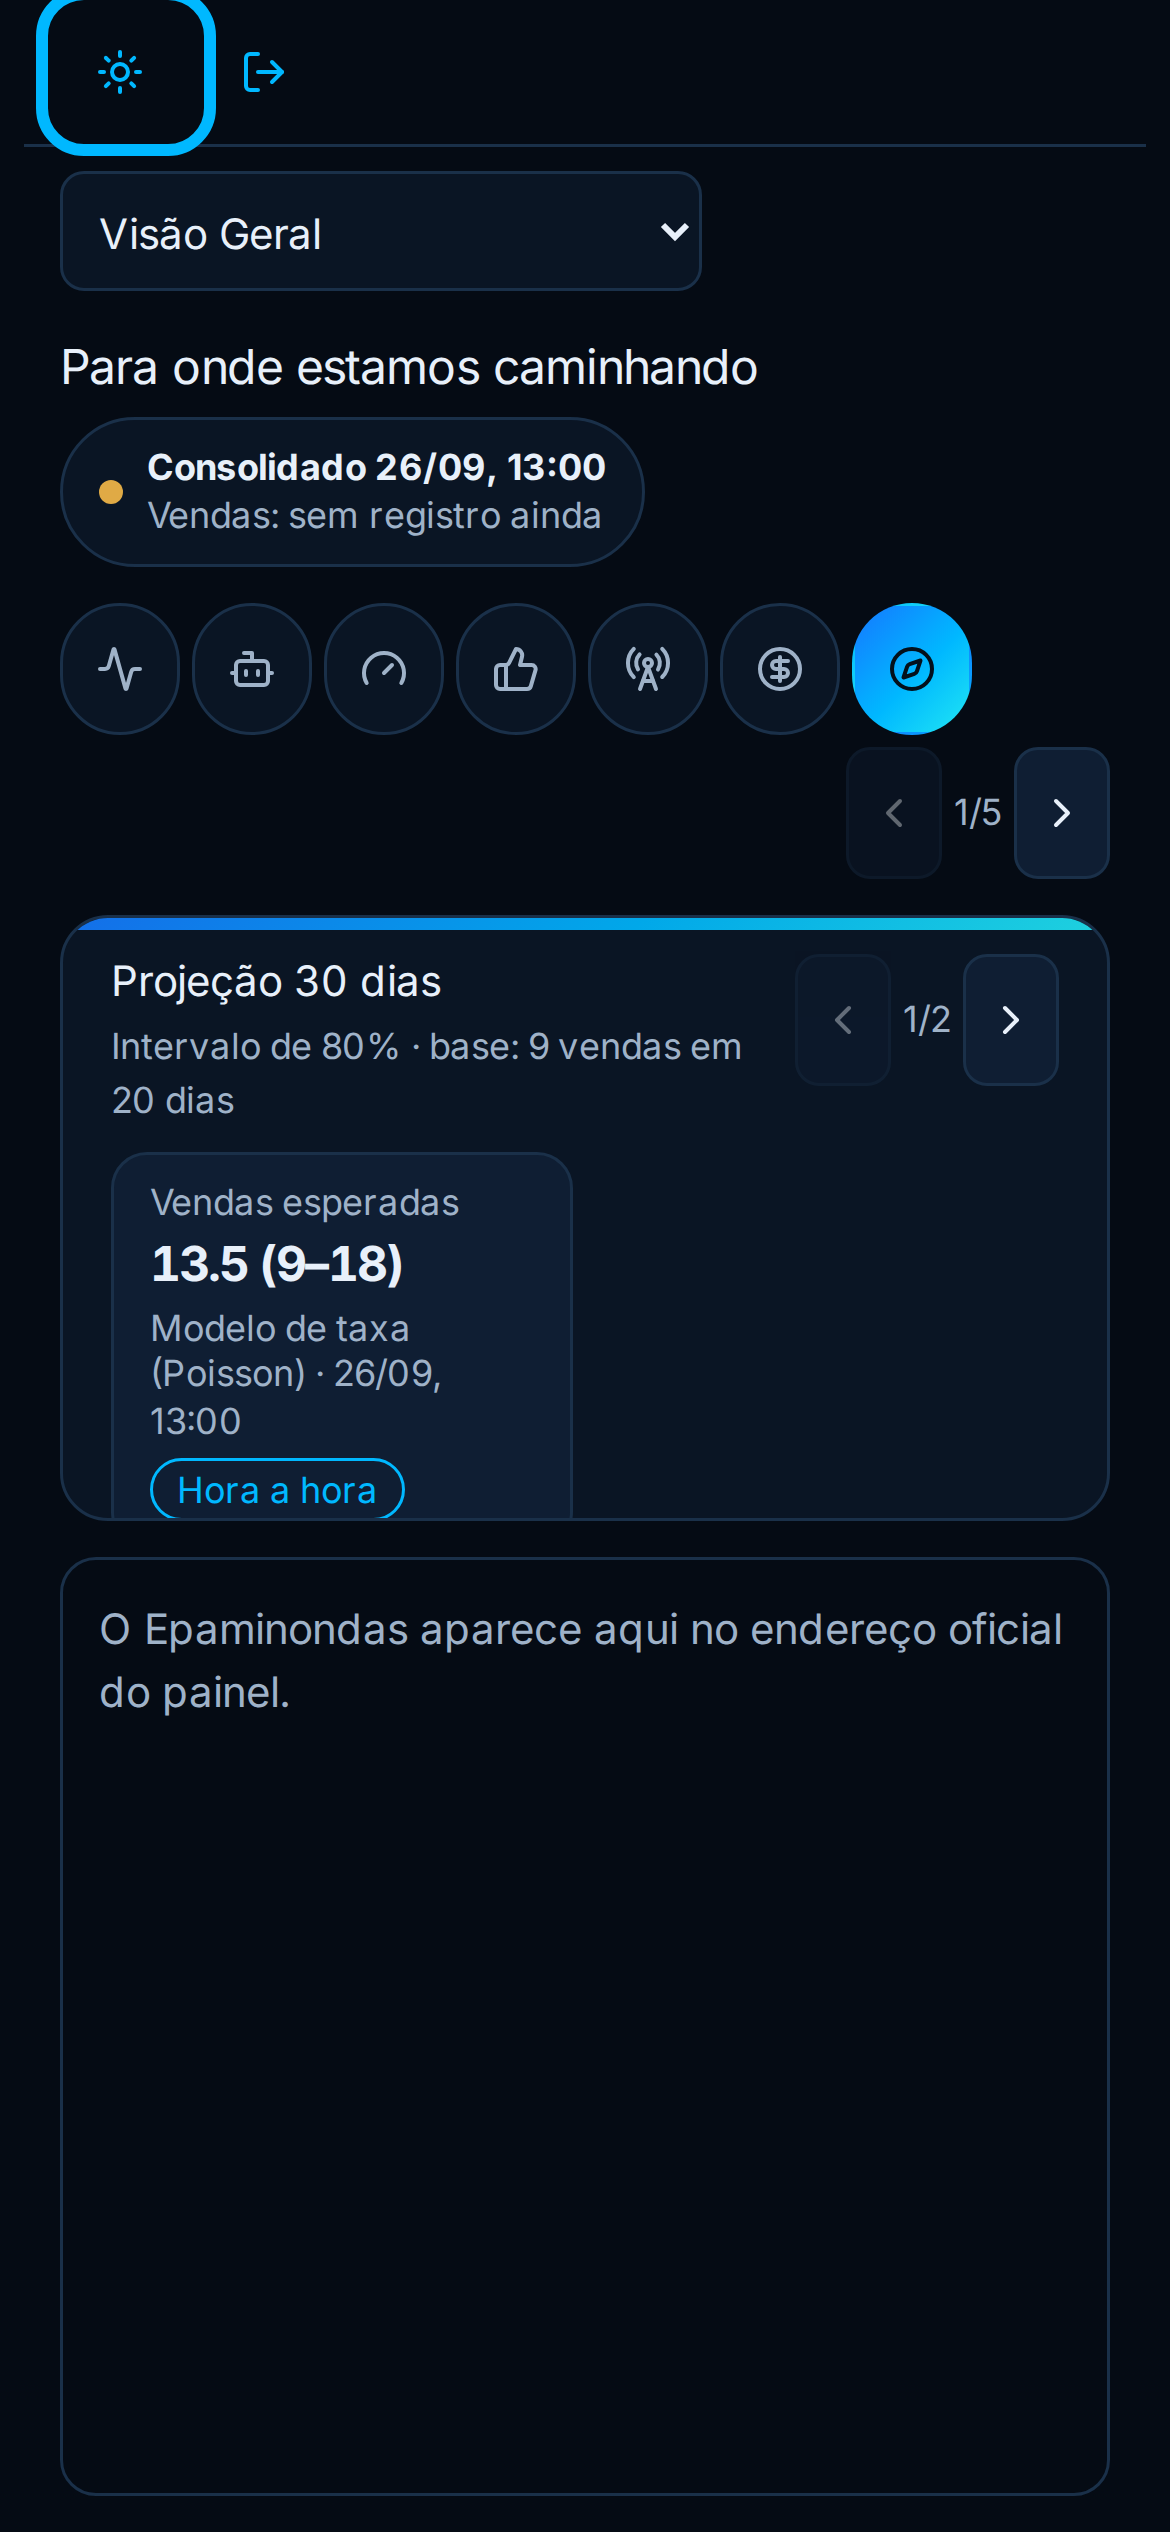 Visão Geral
Para onde estamos caminhando
Consolidado 26/09, 13:00
Vendas: sem registro ainda
1/5
Projeção 30 dias
1/2
Intervalo de 80% · base: 9 vendas em
20 dias
Vendas esperadas
13.5 (9–18)
Modelo de taxa
(Poisson) · 26/09,
13:00
Hora a hora
O Epaminondas aparece aqui no endereço oficial
do painel.